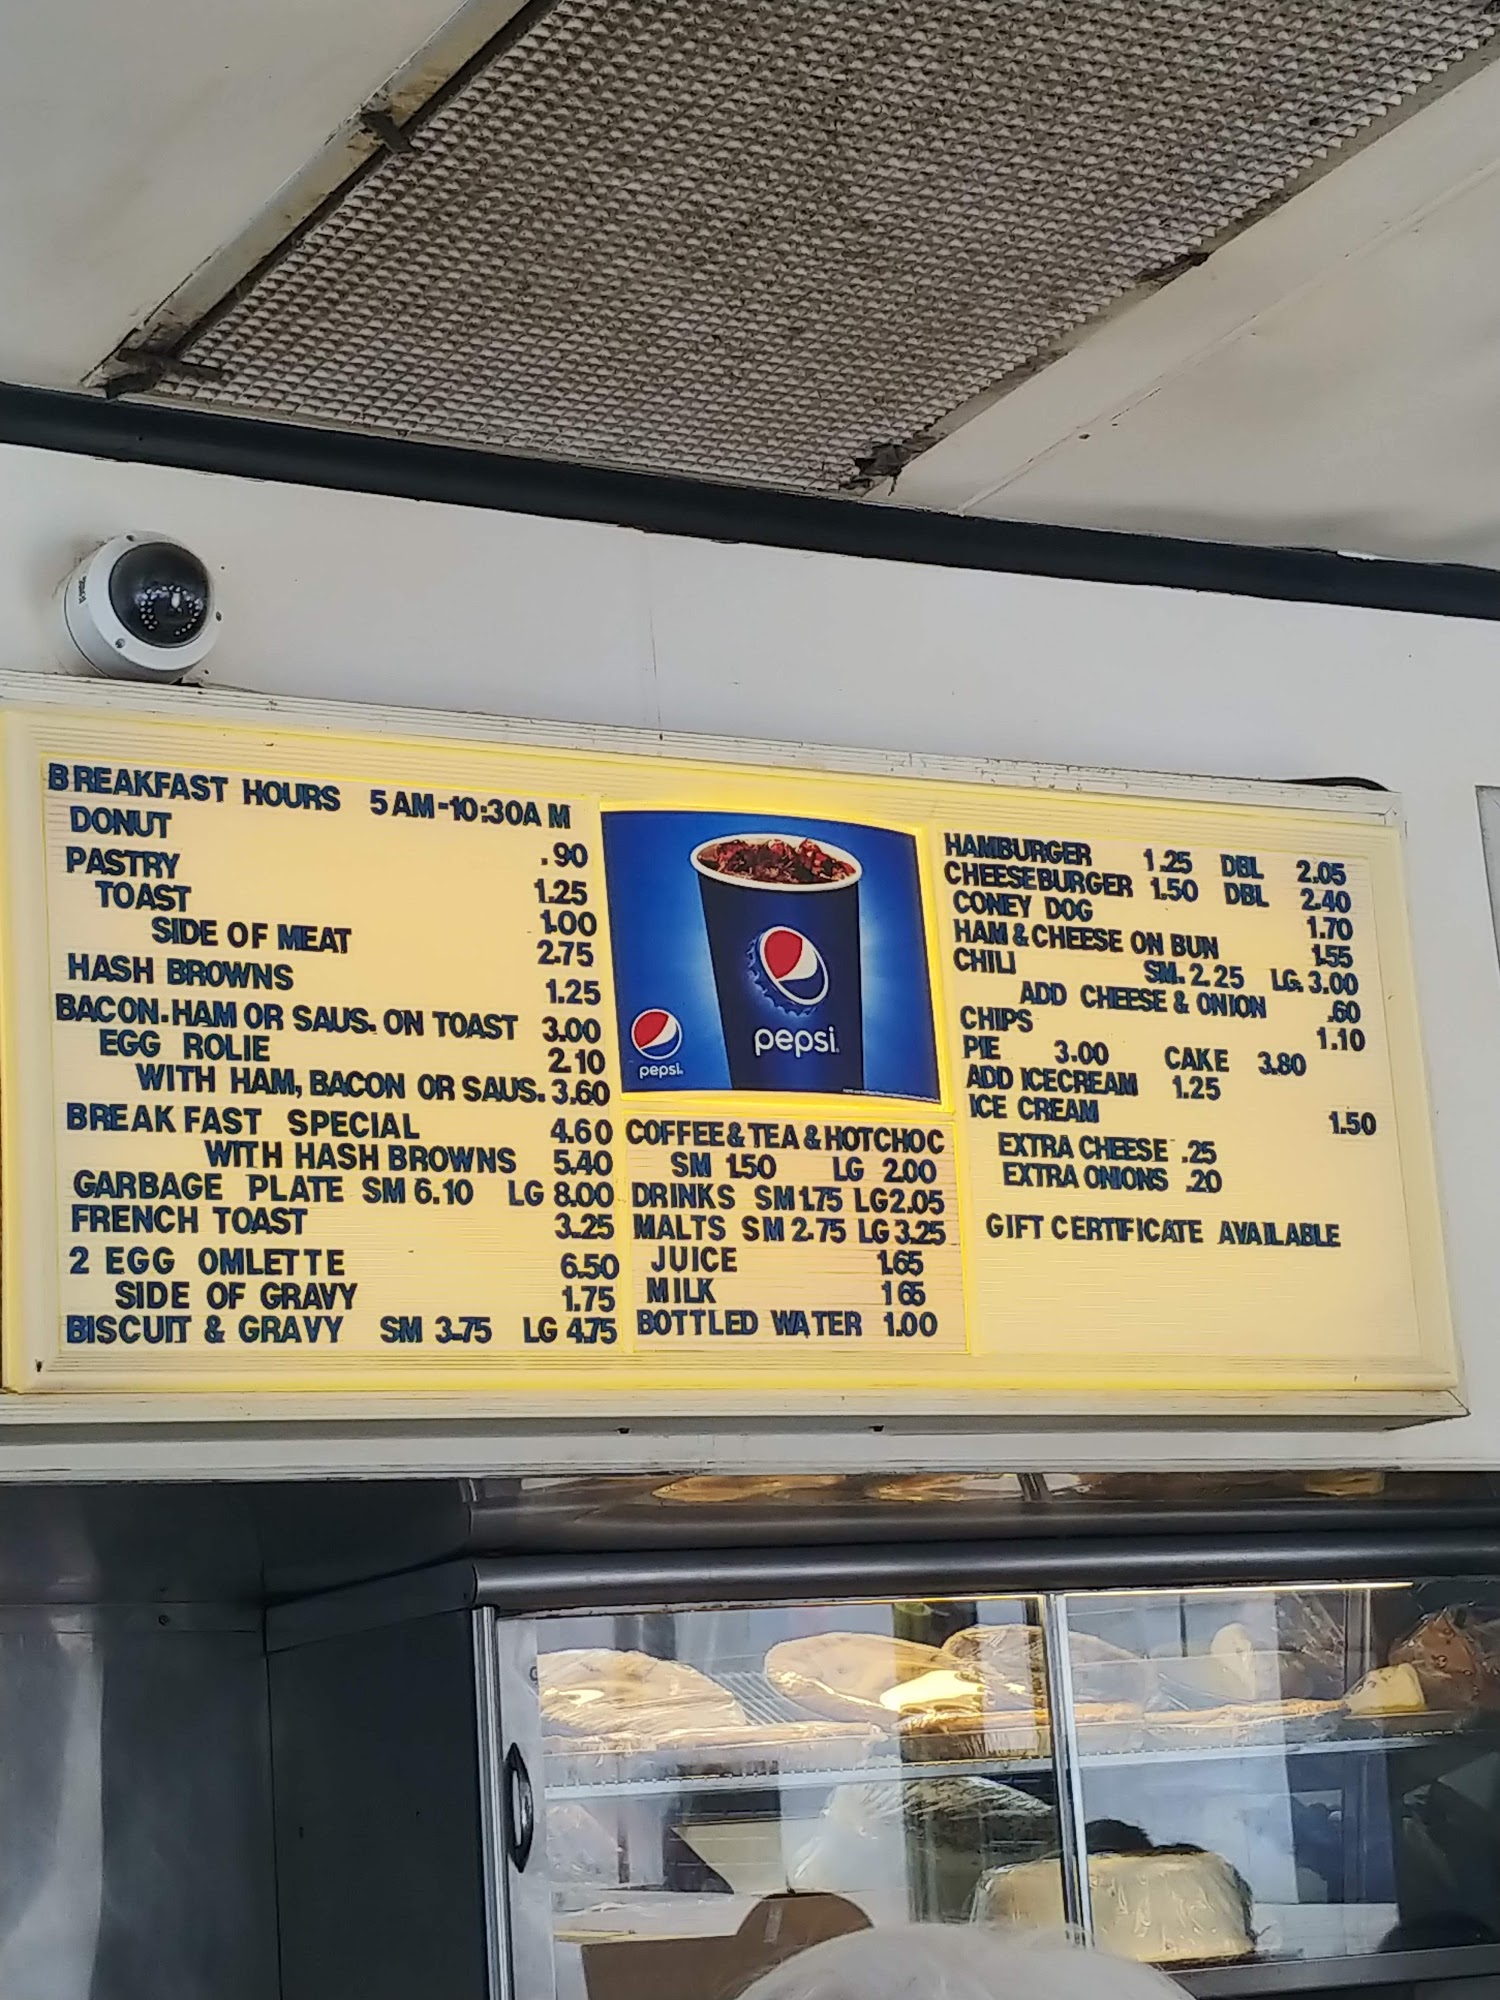 BREAKFAST HOURS 5AM-10:30AM
DONUT .90
PASTRY 1.25
TOAST 1.00
SIDE OF MEAT 2.75
HASH BROWNS 1.25
BACON.HAM OR SAUS. ON TOAST 3.00
EGG ROLIE 2.10
WITH HAM, BACON OR SAUS. 3.60
BREAKFAST SPECIAL 4.60
WITH HASH BROWNS 5.40
GARBAGE PLATE SM 6.10 LG 8.00
FRENCH TOAST 3.25
2 EGG OMLETTE 6.50
SIDE OF GRAVY 1.75
BISCUIT & GRAVY SM 3.75 LG 4.75
pepsi
pepsi
COFFEE & TEA & HOTCHOC
SM 1.50 LG 2.00
DRINKS SM 1.75 LG 2.05
MALTS SM 2.75 LG 3.25
JUICE 1.65
MILK 1 65
BOTTLED WATER 1.00
HAMBURGER 1.25 DBL 2.05
CHEESEBURGER 1.50 DBL 2.40
CONEY DOG 1.70
HAM & CHEESE ON BUN 1.55
CHILI SM. 2.25 LG. 3.00
ADD CHEESE & ONION .60
CHIPS 1.10
PIE 3.00 CAKE 3.80
ADD ICECREAM 1.25
ICE CREAM 1.50
EXTRA CHEESE .25
EXTRA ONIONS .20
GIFT CERTIFICATE AVAILABLE